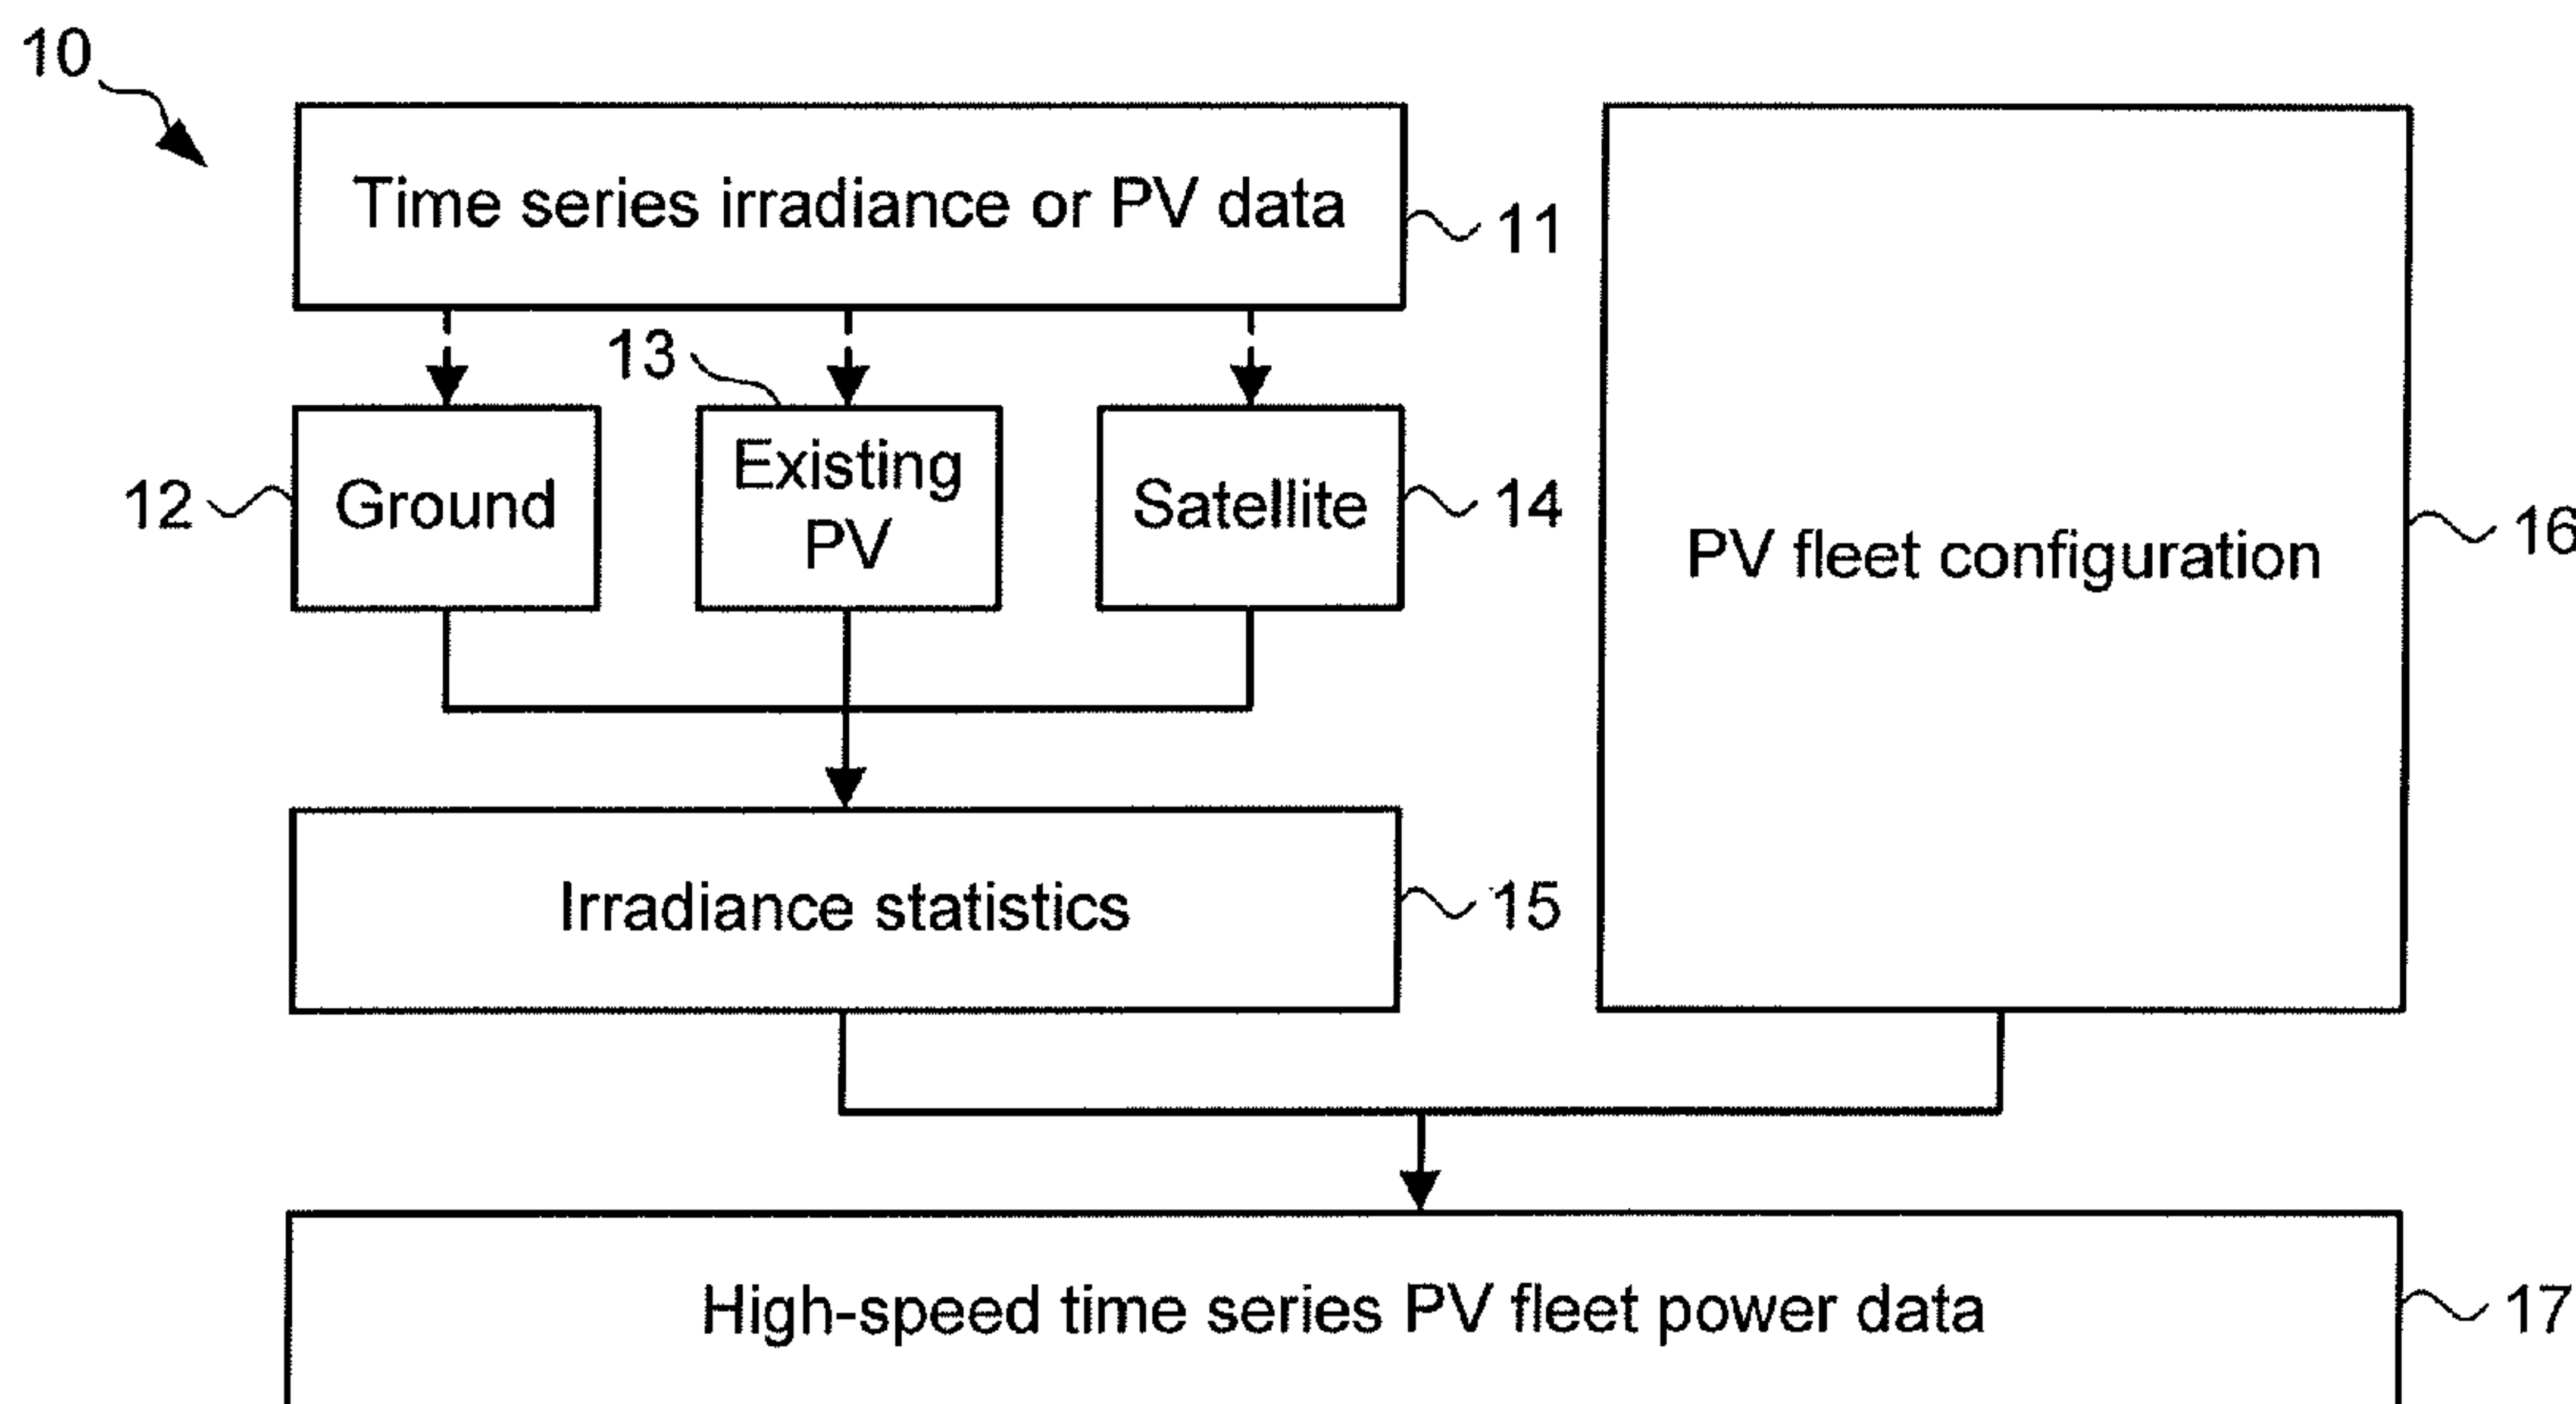 10
Time series irradiance or PV data
11
13
12
Ground
Existing
PV
Satellite
14
PV fleet configuration
16
Irradiance statistics
15
High-speed time series PV fleet power data
17